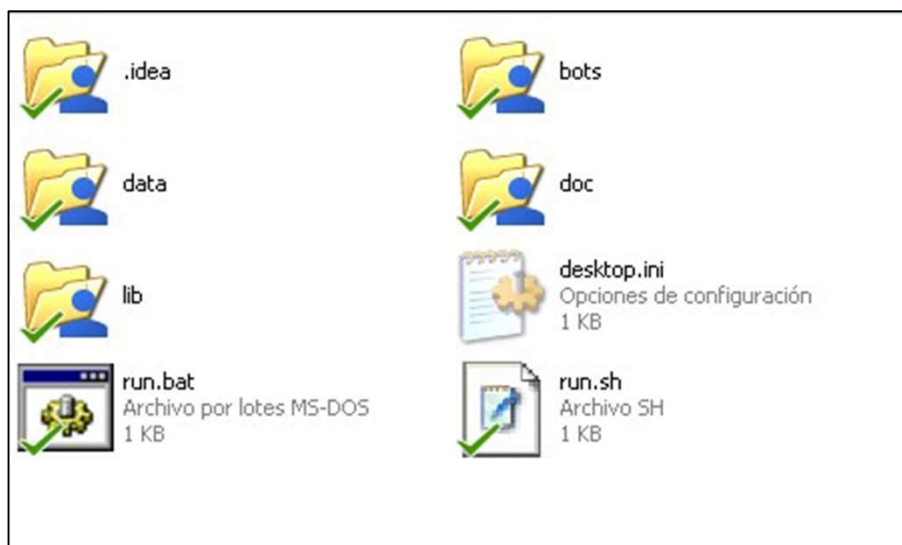 .idea
bots
data
doc
lib
desktop.ini
Opciones de configuración
1 KB
run.bat
Archivo por lotes MS-DOS
1 KB
run.sh
Archivo SH
1 KB